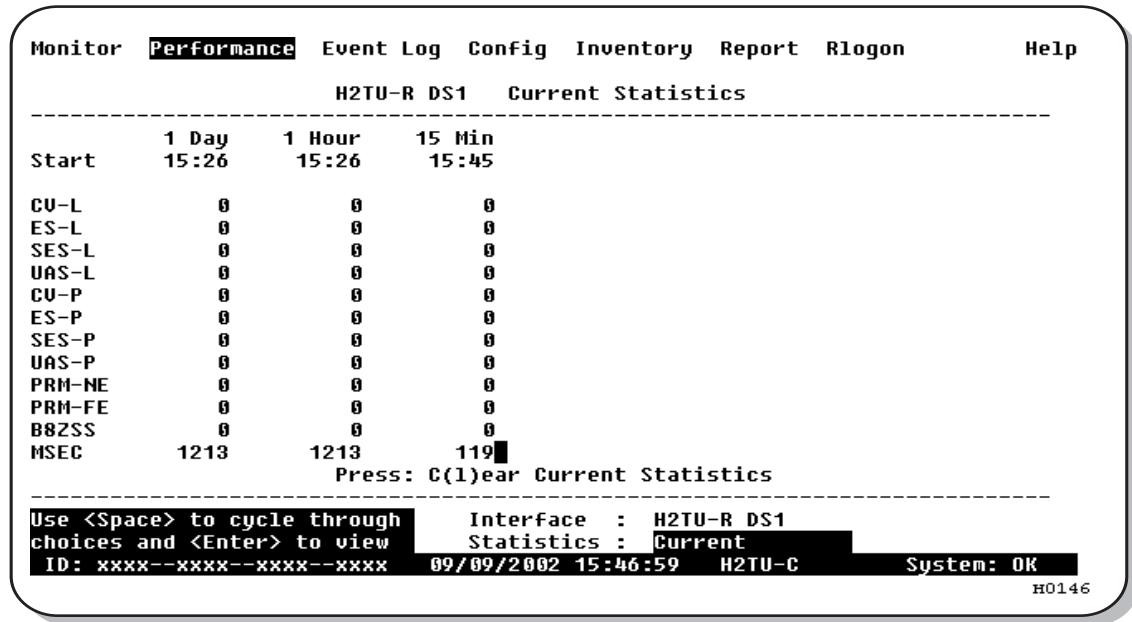 Monitor Performance Event Log Config Inventory Report Rlogon Help
H2TU-R DS1 Current Statistics
1 Day 1 Hour 15 Min
Start 15:26 15:26 15:45
CV-L 0 0 0
ES-L 0 0 0
SES-L 0 0 0
UAS-L 0 0 0
CV-P 0 0 0
ES-P 0 0 0
SES-P 0 0 0
UAS-P 0 0 0
PRM-NE 0 0 0
PRM-FE 0 0 0
B8ZSS 0 0 0
MSEC 1213 1213 119
Press: C(l)ear Current Statistics
Use <Space> to cycle through Interface : H2TU-R DS1
choices and <Enter> to view Statistics : Current
ID: xxxx--xxxx--xxxx--xxxx 09/09/2002 15:46:59 H2TU-C System: OK
H0146